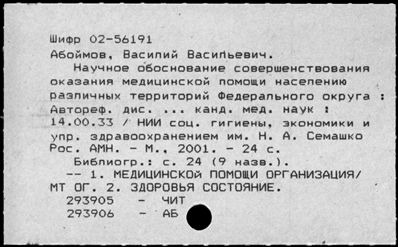 Шифр 02-56191
Абоймов, Василий Васильевич.
Научное обоснование совершенствования
оказания медицинской помощи населению
различных территорий Федерального округа :
Автореф. дис. ... канд. мед. наук :
14.00.33 / НИИ соц. гигиены, экономики и
упр. здравоохранением им. Н. А. Семашко
Рос. АМН. - М., 2001. - 24 с.
Библиогр.: с. 24 (9 назв.).
-- 1. МЕДИЦИНСКОЙ ПОМОЩИ ОРГАНИЗАЦИЯ/
МТ ОГ. 2. ЗДОРОВЬЯ СОСТОЯНИЕ.
293905 - ЧИТ
293906 - АБ